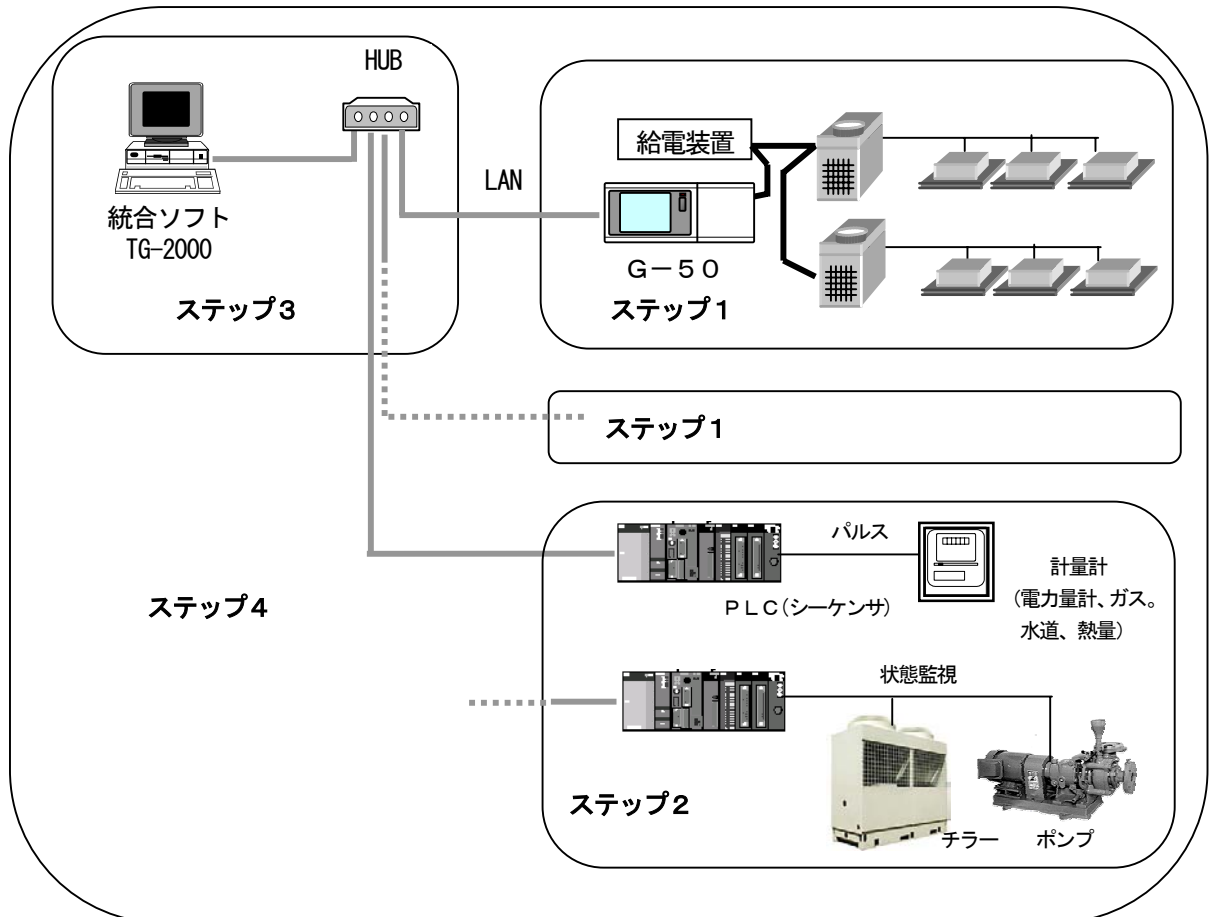 HUB
統合ソフト
TG-2000
ステップ3
LAN
給電装置
G-50
ステップ1
ステップ1
ステップ4
パルス
PLC(シーケンサ)
計量計
(電力量計、ガス。
水道、熱量)
状態監視
ステップ2
チラー
ポンプ